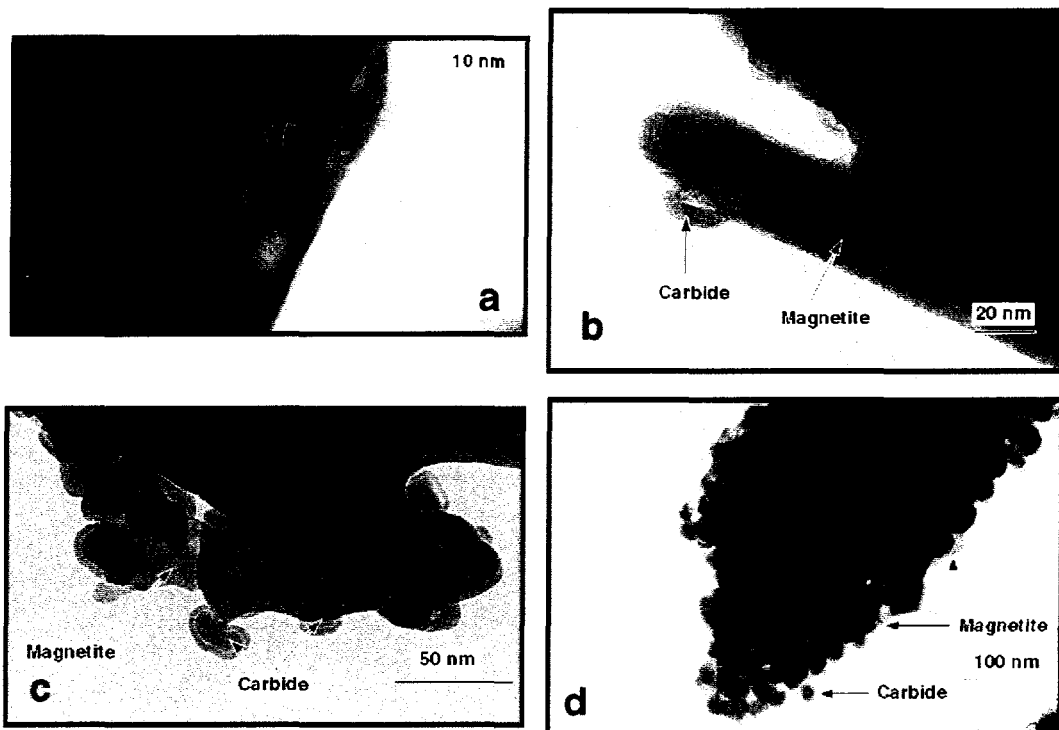 10 nm
a
Carbide
Magnetite
b
20 nm
Magnetite
Carbide
c
50 nm
Magnetite
100 nm
Carbide
d